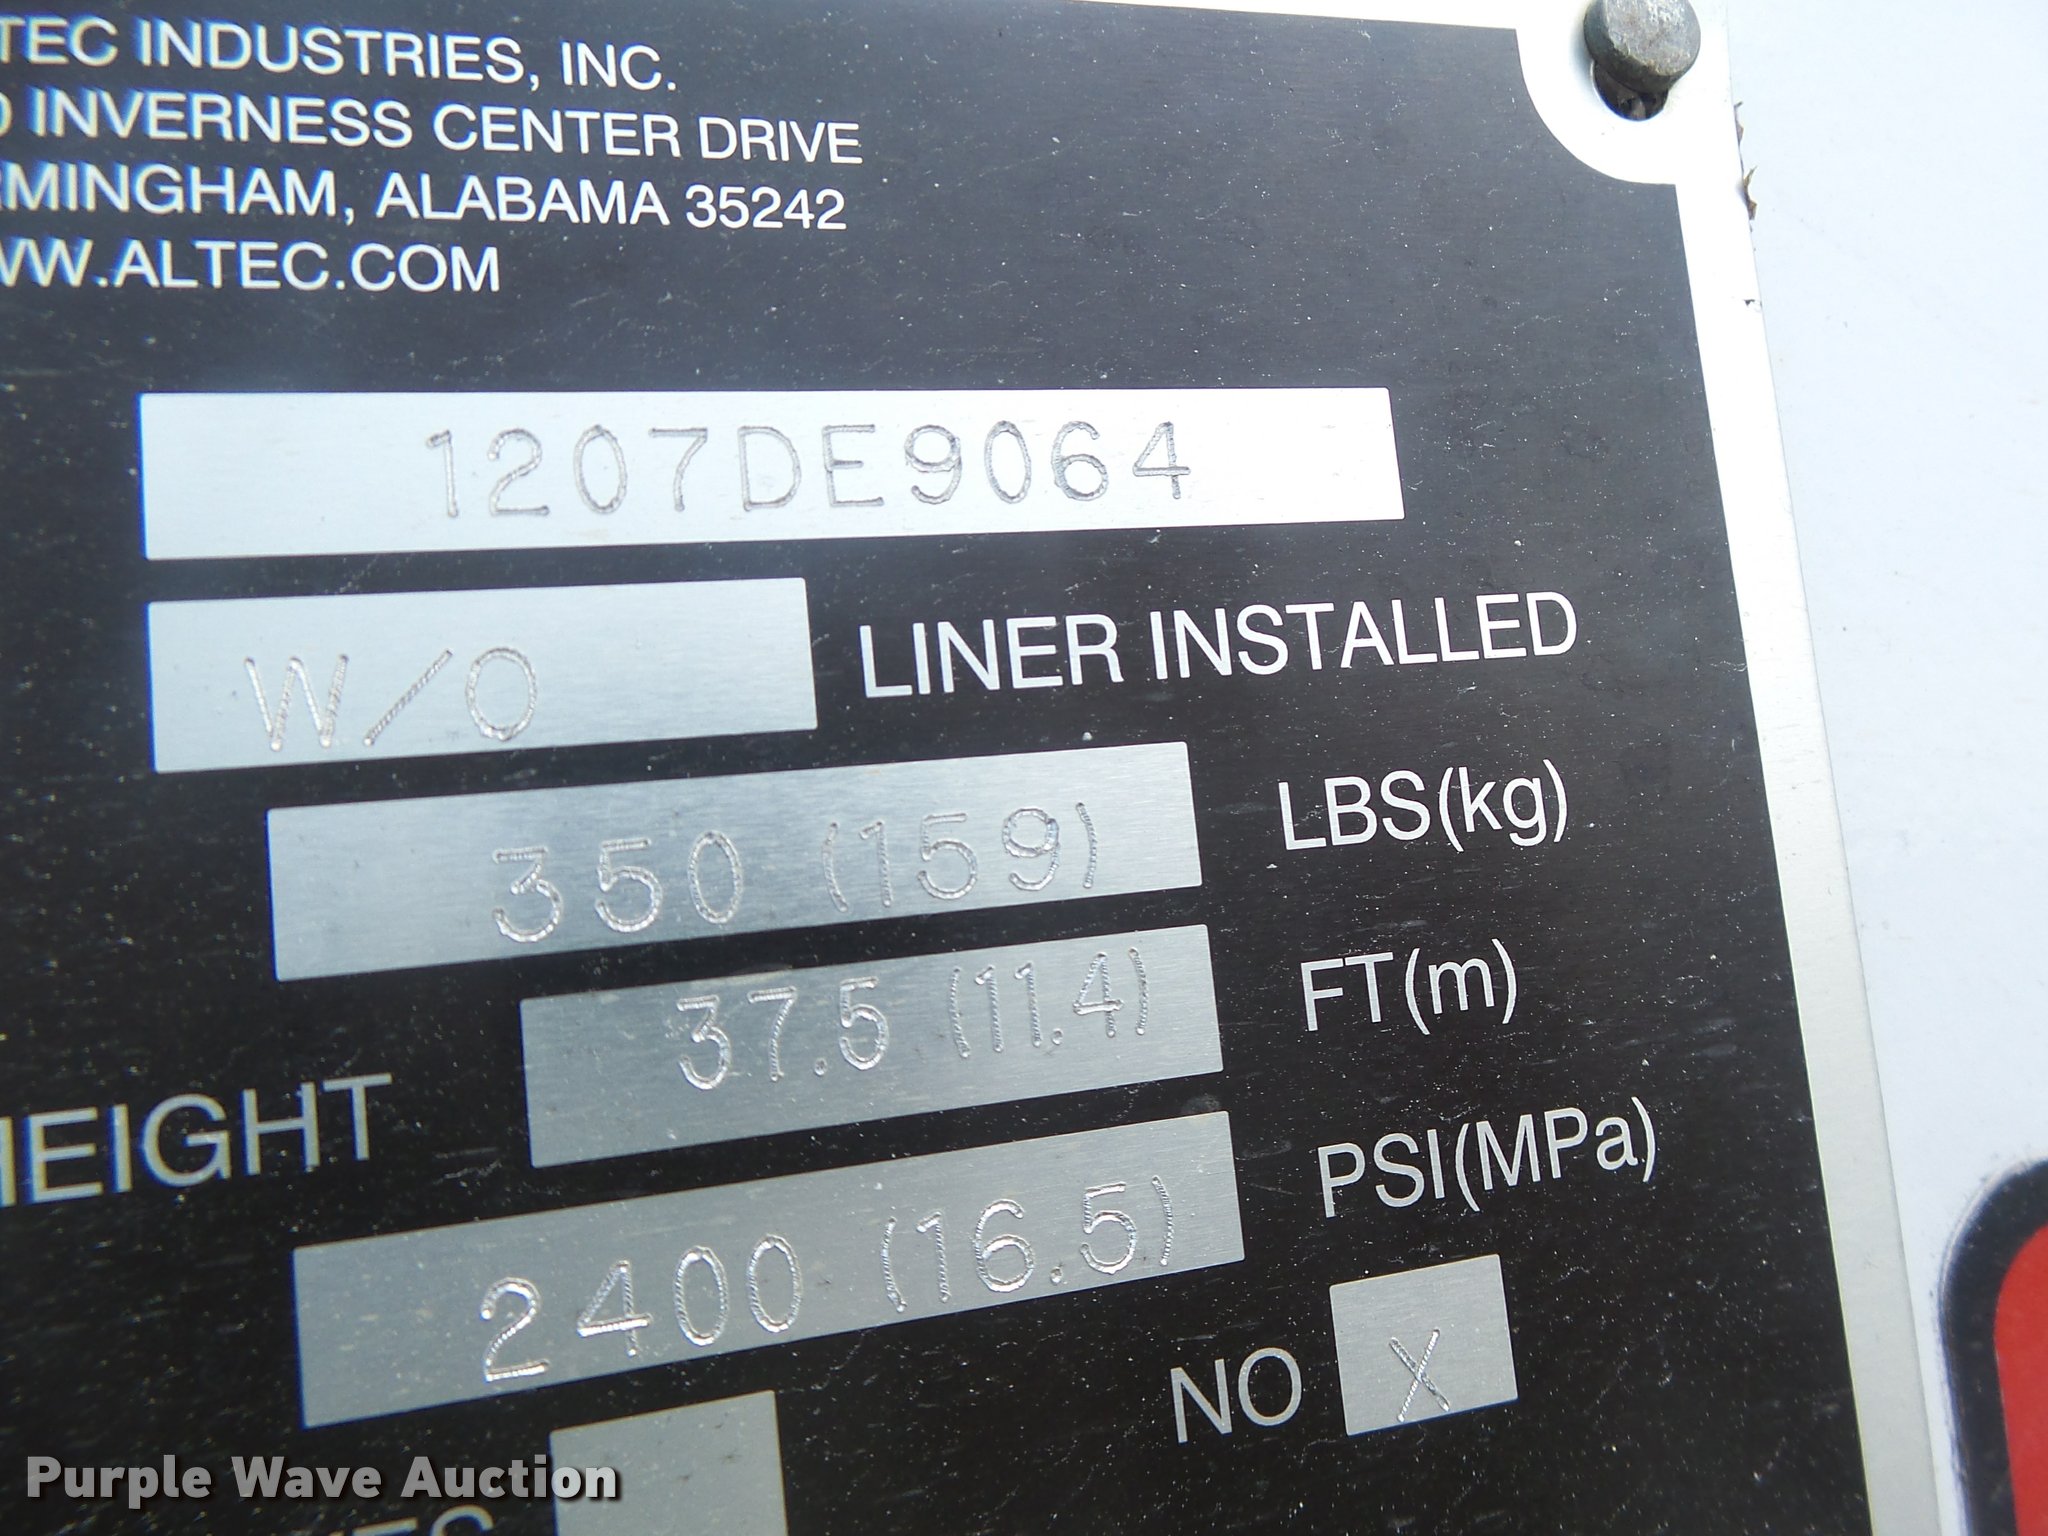 TEC INDUSTRIES, INC.
INVERNESS CENTER DRIVE
RMINGHAM, ALABAMA 35242
WW.ALTEC.COM
1207DE9064
W/O LINER INSTALLED
350 (159) LBS(kg)
HEIGHT 37.5 (11.4) FT(m)
2400 (16.5) PSI(MPa)
NO X
Purple Wave Auction